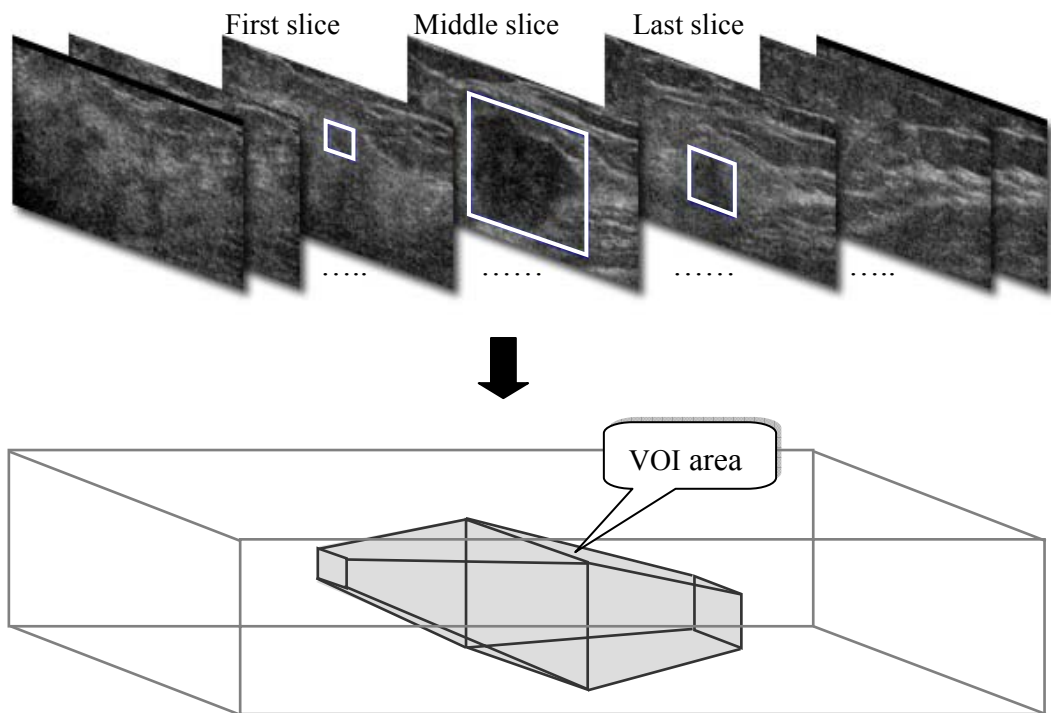 First slice Middle slice Last slice
..... ...... ...... .....
VOI area